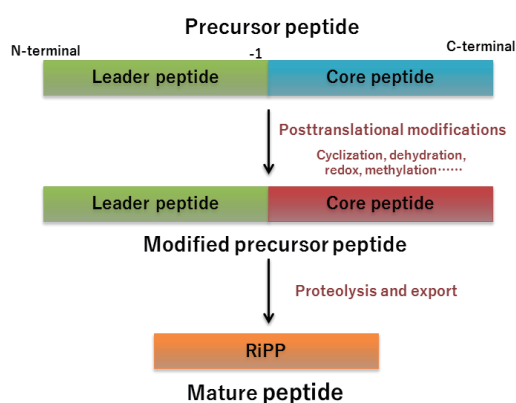 Precursor peptide
N-terminal
-1
C-terminal
Leader peptide
Core peptide
Posttranslational modifications
Cyclization, dehydration,
redox, methylation⋯⋯
Leader peptide
Core peptide
Modified precursor peptide
Proteolysis and export
RiPP
Mature peptide